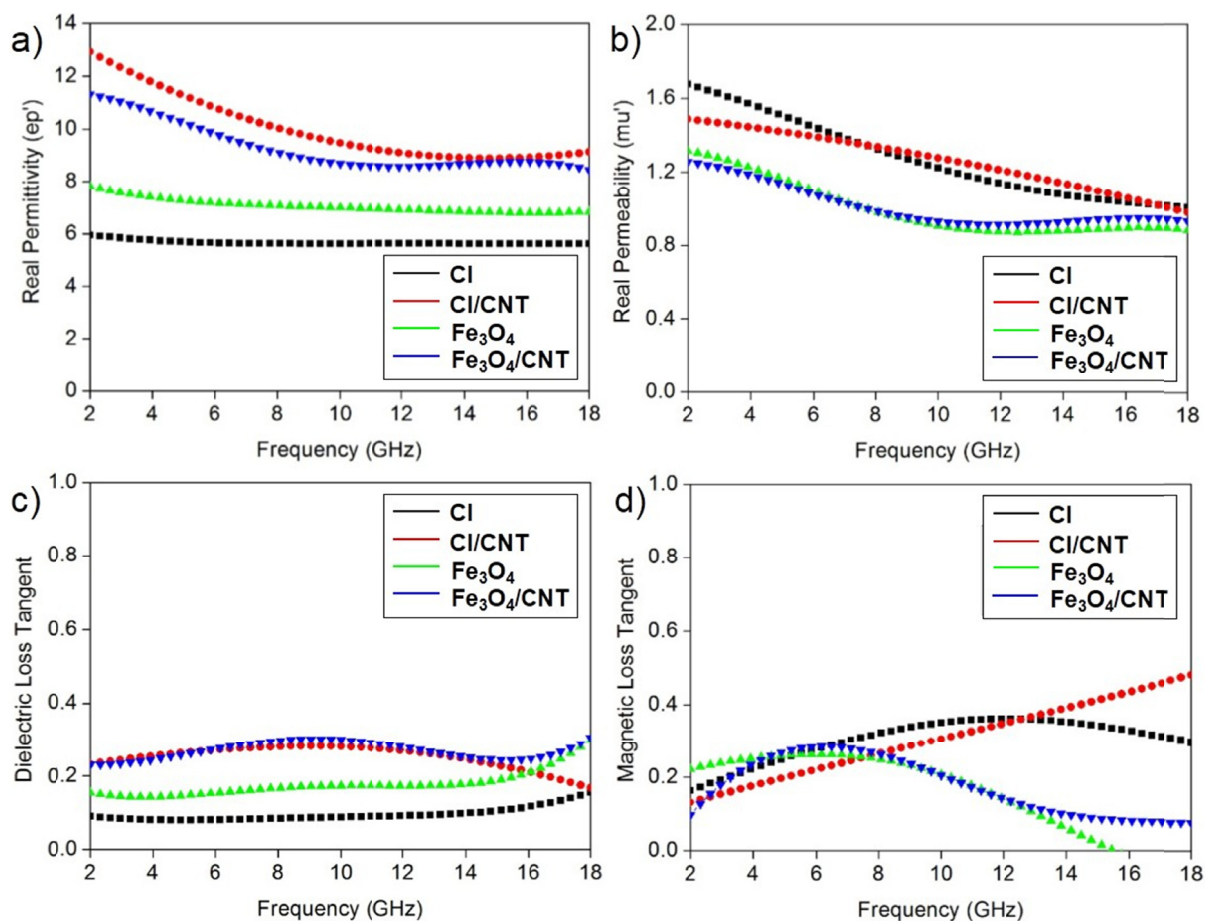 a)
Real Permittivity (ep')
14
12
10
8
6
4
2
0
CI
CI/CNT
Fe₃O₄
Fe₃O₄/CNT
2 4 6 8 10 12 14 16 18
Frequency (GHz)
b)
Real Permeability (mu')
2.0
1.6
1.2
0.8
0.4
0.0
CI
CI/CNT
Fe₃O₄
Fe₃O₄/CNT
2 4 6 8 10 12 14 16 18
Frequency (GHz)
c)
Dielectric Loss Tangent
1.0
0.8
0.6
0.4
0.2
0.0
CI
CI/CNT
Fe₃O₄
Fe₃O₄/CNT
2 4 6 8 10 12 14 16 18
Frequency (GHz)
d)
Magnetic Loss Tangent
1.0
0.8
0.6
0.4
0.2
0.0
CI
CI/CNT
Fe₃O₄
Fe₃O₄/CNT
2 4 6 8 10 12 14 16 18
Frequency (GHz)